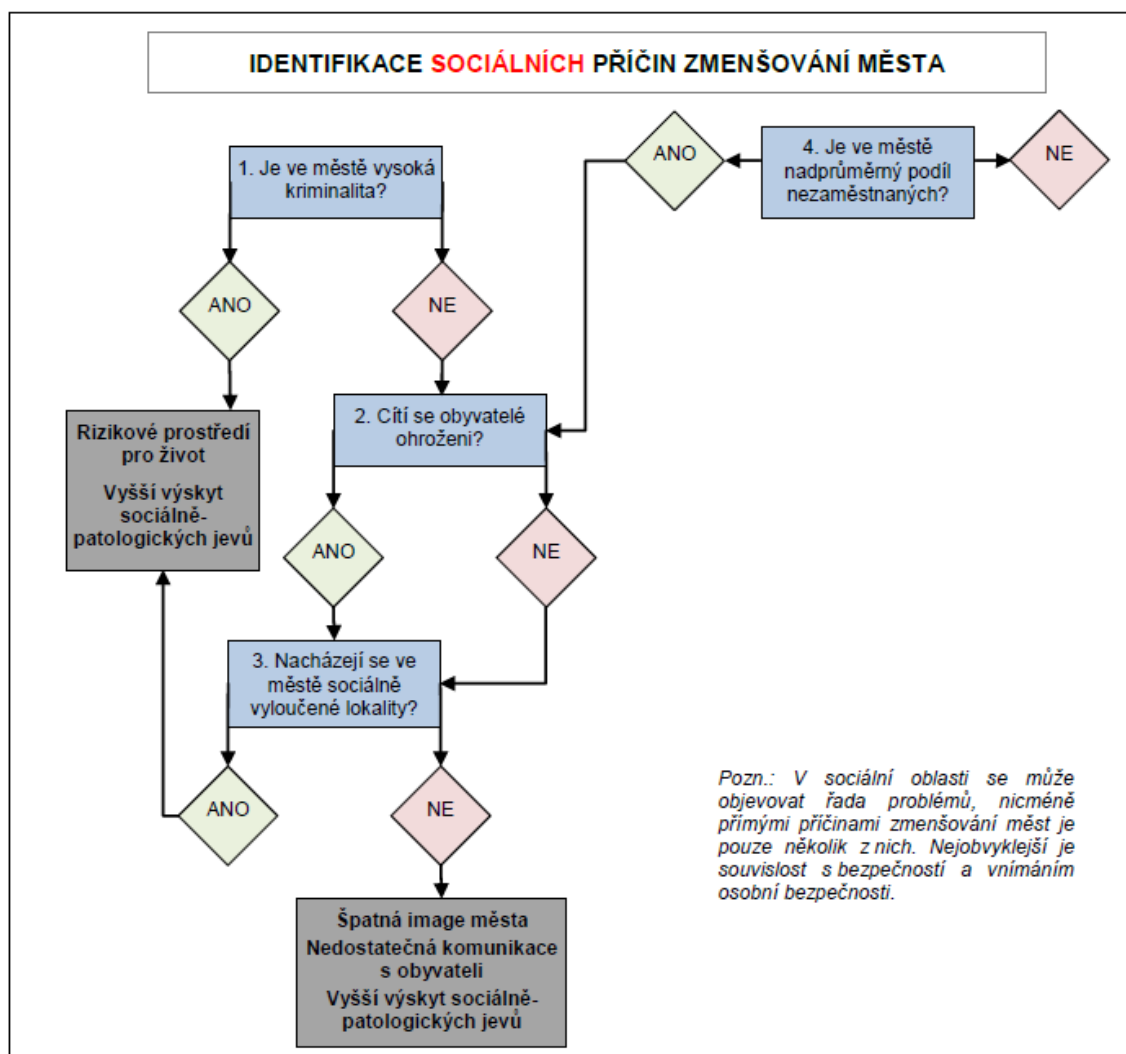 IDENTIFIKACE SOCIÁLNÍCH PŘÍČIN ZMENŠOVÁNÍ MĚSTA
1. Je ve městě vysoká
kriminalita?
ANO
4. Je ve městě
nadprůměrný podíl
nezaměstnaných?
NE
ANO
NE
Rizikové prostředí
pro život
Vyšší výskyt
sociálně-
patologických jevů
2. Cítí se obyvatelé
ohroženi?
ANO
NE
3. Nacházejí se ve
městě sociálně
vyloučené lokality?
ANO
NE
Pozn.: V sociální oblasti se může
objevovat řada problémů, nicméně
přímými příčinami zmenšování měst je
pouze několik z nich. Nejobvyklejší je
souvislost s bezpečností a vnímáním
osobní bezpečnosti.
Špatná image města
Nedostatečná komunikace
s obyvateli
Vyšší výskyt sociálně-
patologických jevů